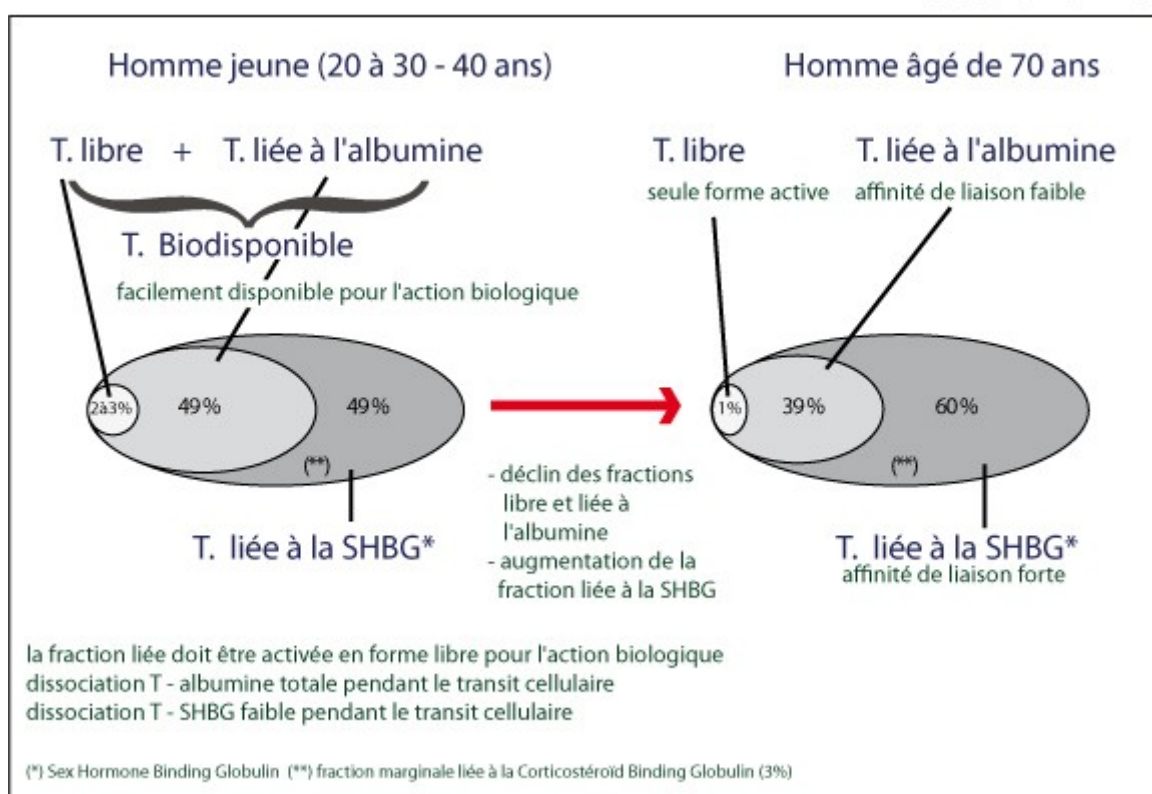 Homme jeune (20 à 30 - 40 ans)
Homme âgé de 70 ans
T. libre + T. liée à l'albumine
T. Biodisponible
facilement disponible pour l'action biologique
2à3%
49%
49%
(**)
T. liée à la SHBG*
- déclin des fractions
libre et liée à
l'albumine
- augmentation de la
fraction liée à la SHBG
T. libre
seule forme active
T. liée à l'albumine
affinité de liaison faible
1%
39%
60%
(**)
T. liée à la SHBG*
affinité de liaison forte
la fraction liée doit être activée en forme libre pour l'action biologique
dissociation T - albumine totale pendant le transit cellulaire
dissociation T - SHBG faible pendant le transit cellulaire
(*) Sex Hormone Binding Globulin (**) fraction marginale liée à la Corticostéroïd Binding Globulin (3%)